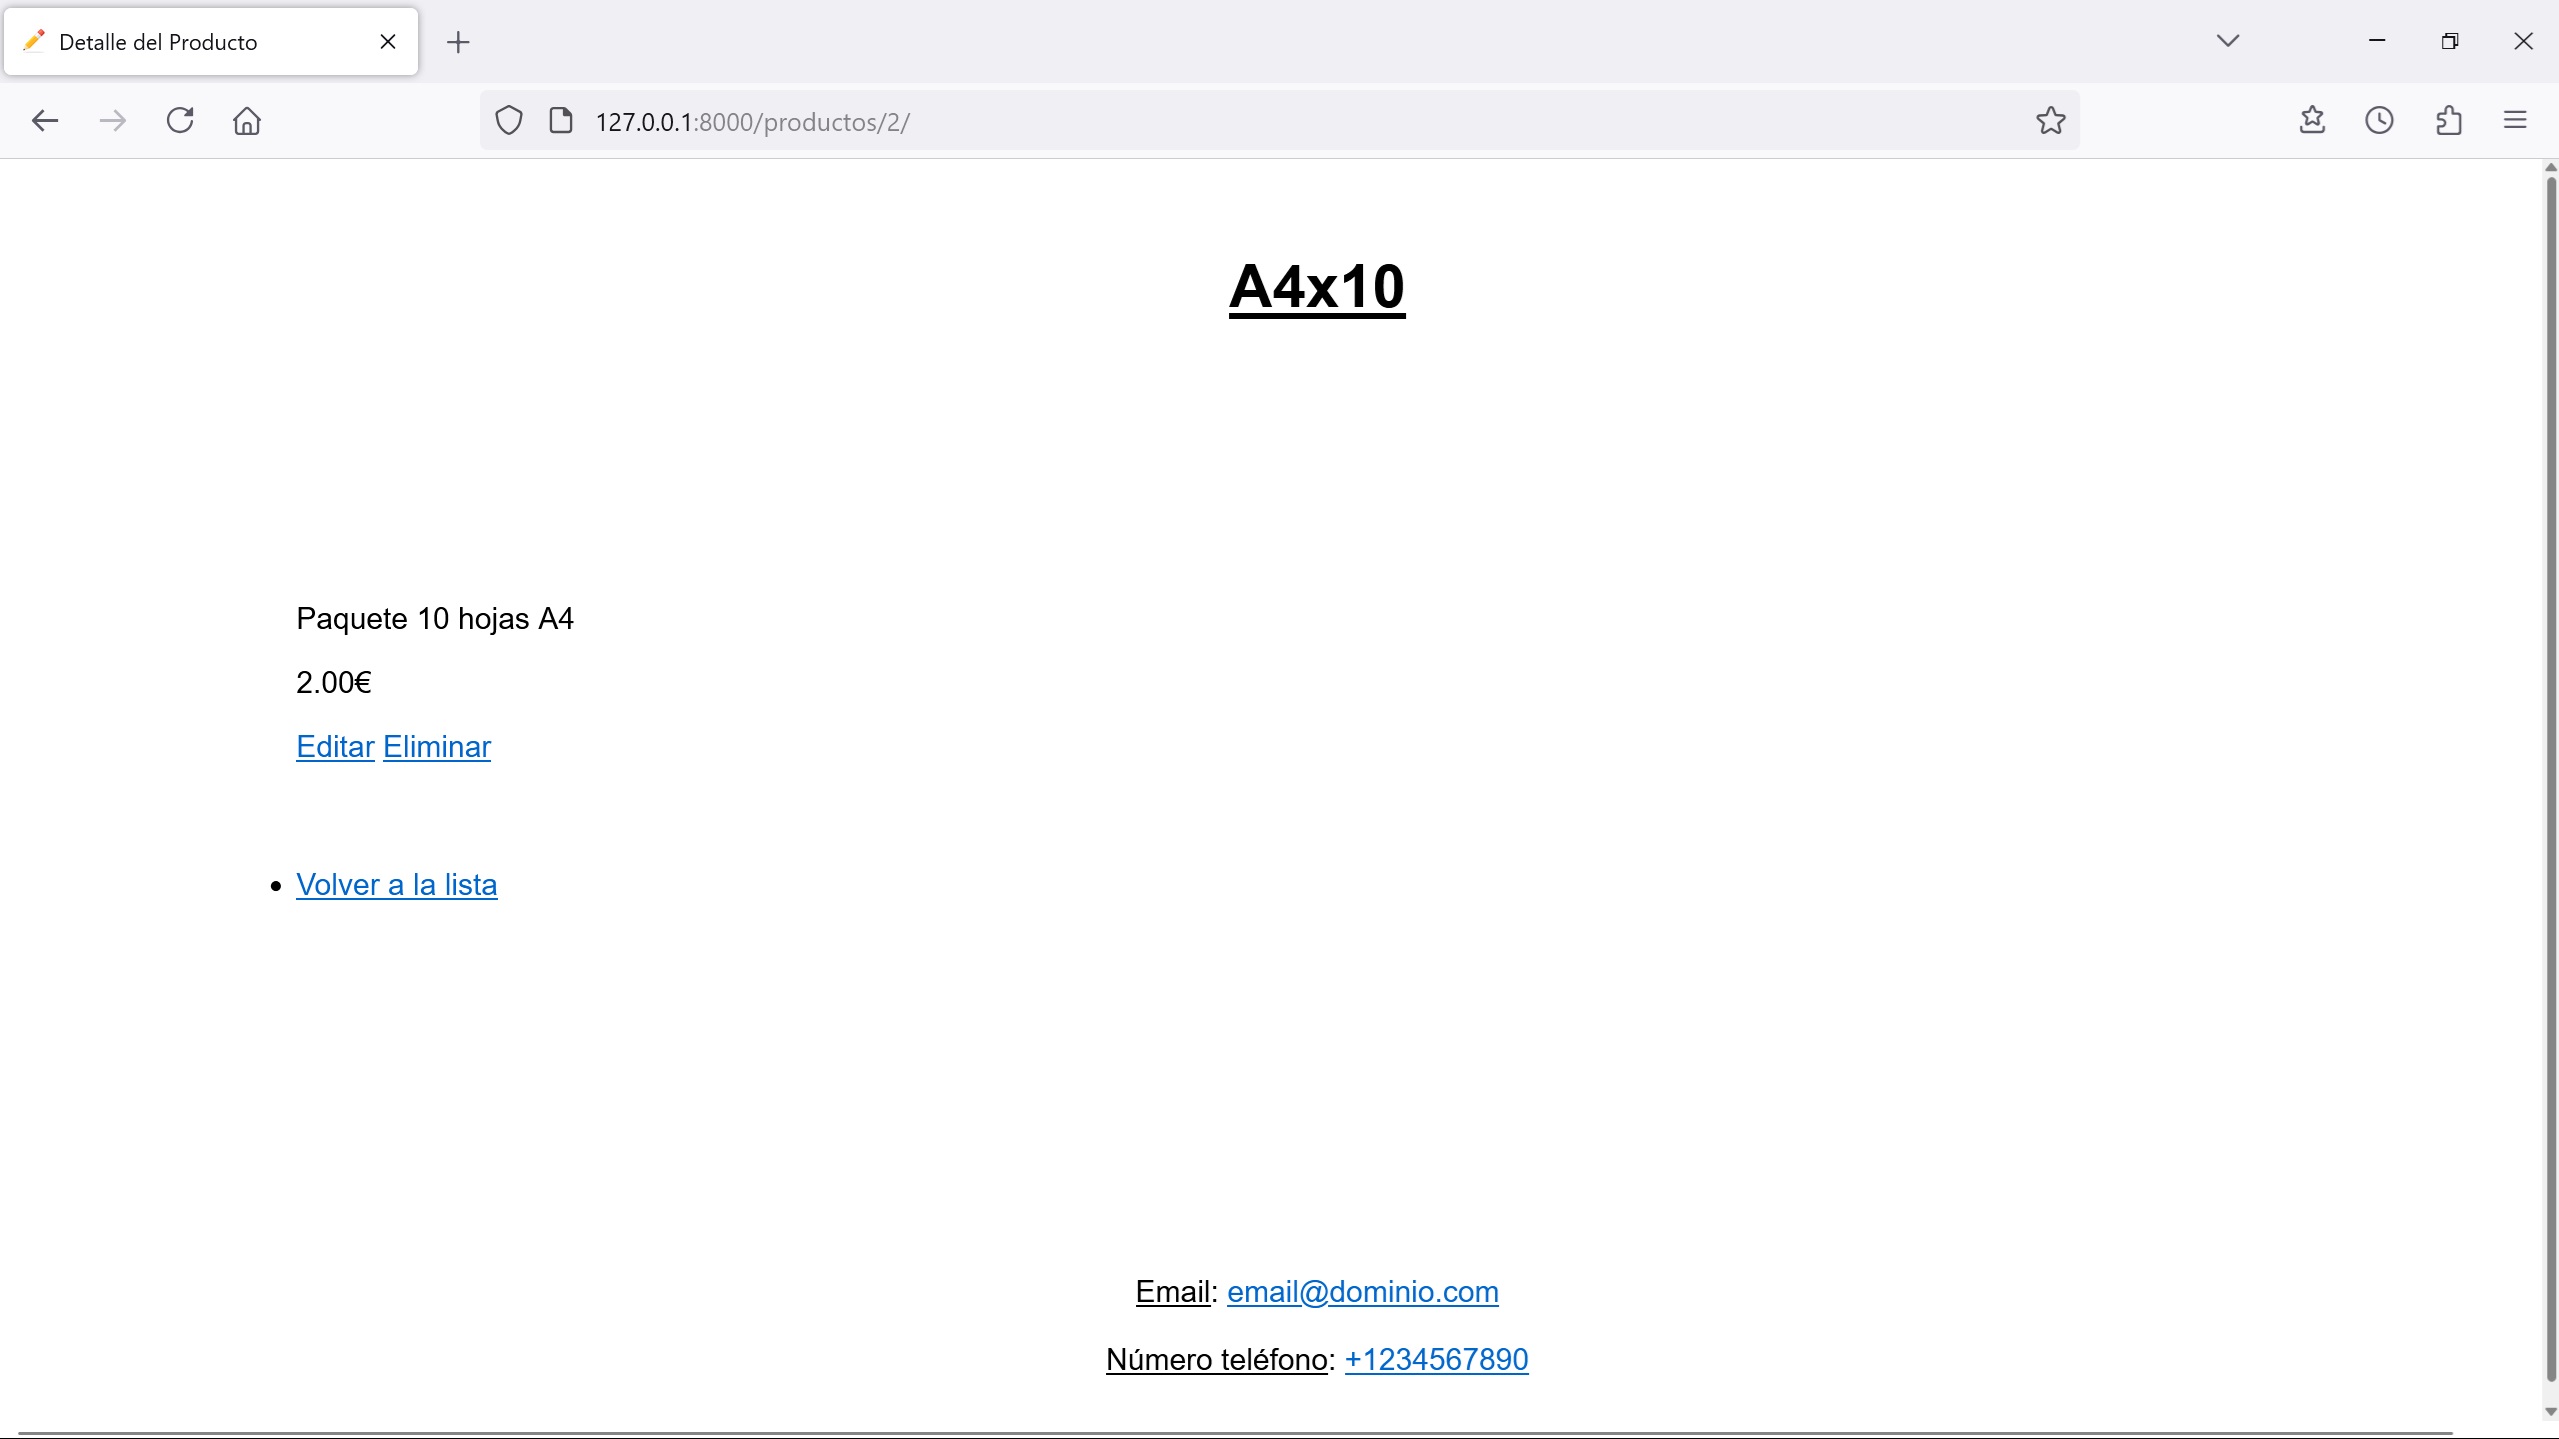 Detalle del Producto
127.0.0.1:8000/productos/2/
A4x10
Paquete 10 hojas A4
2.00€
Editar Eliminar
Volver a la lista
Email: email@dominio.com
Número teléfono: +1234567890